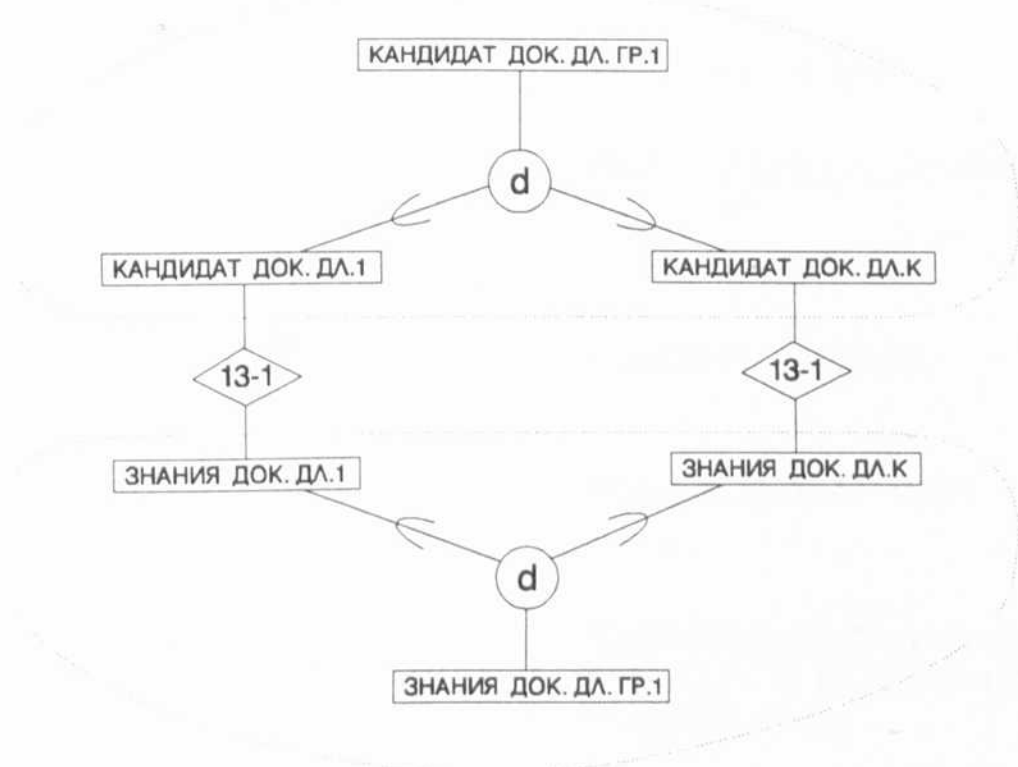 КАНДИДАТ ДОК. ДЛ. ГР.1
d
КАНДИДАТ ДОК. ДЛ.1
КАНДИДАТ ДОК. ДЛ.К
13-1
13-1
ЗНАНИЯ ДОК. ДЛ.1
ЗНАНИЯ ДОК. ДЛ.К
d
ЗНАНИЯ ДОК. ДЛ. ГР.1